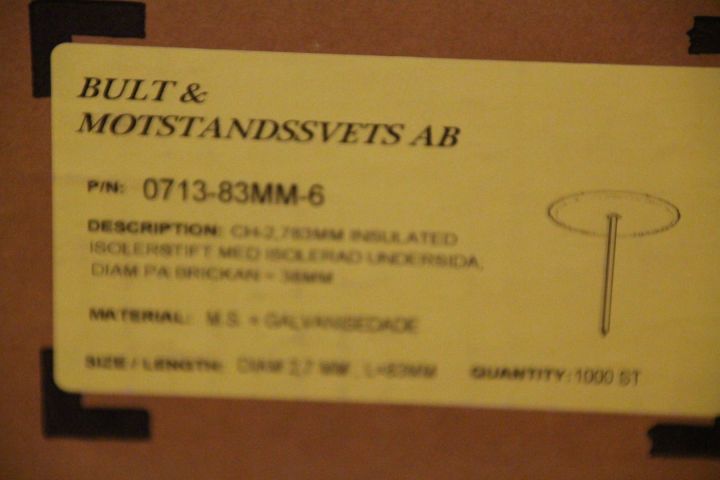 BULT &
MOTSTANDSSVETS AB
P/N: 0713-83MM-6
DESCRIPTION: CH-2,783MM INSULATED
ISOLERSTIFT MED ISOLERAD UNDERSIDA,
DIAM PA BRICKAN = 38MM
MATERIAL: M.S. + GALVANISEDADE
SIZE / LENGTH: DIAM 2,7 MM , L=83MM QUANTITY: 1000 ST